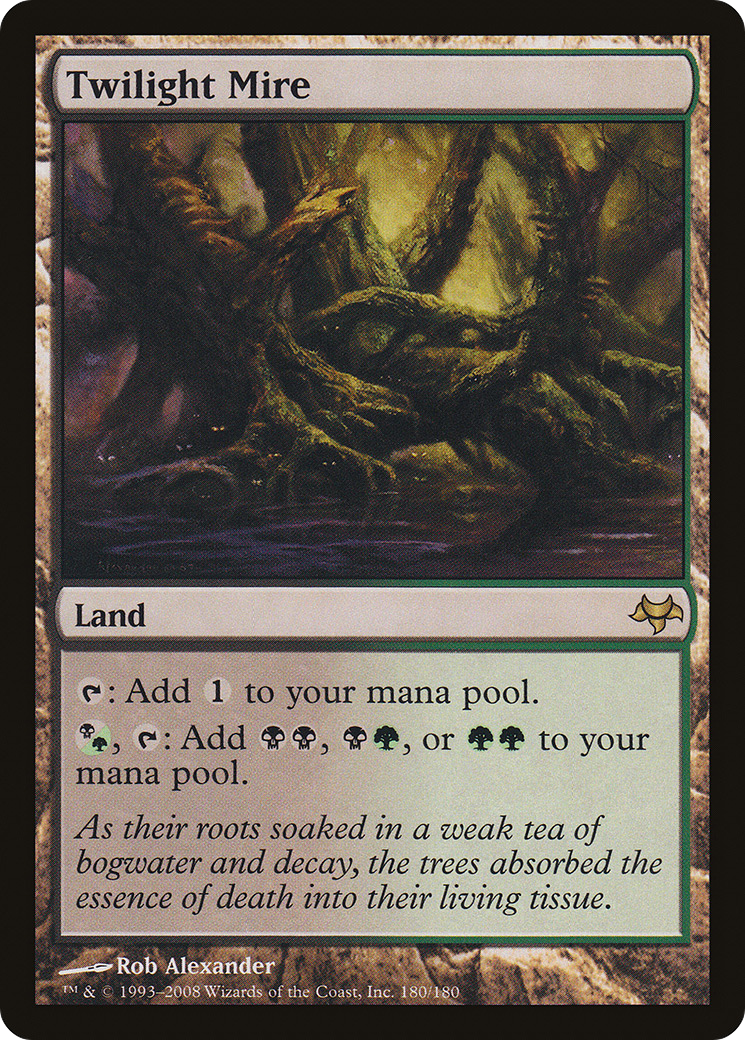 Twilight Mire
Land
: Add 1 to your mana pool.
, : Add , , or to your
mana pool.
As their roots soaked in a weak tea of
bogwater and decay, the trees absorbed the
essence of death into their living tissue.
Rob Alexander
™ & © 1993–2008 Wizards of the Coast, Inc. 180/180